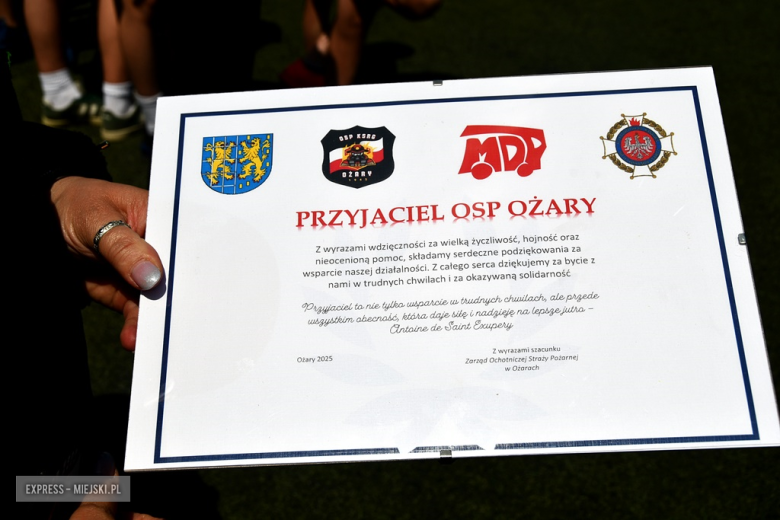 OSP KSRG
OŻARY
1945
MDP
PRZYJACIEL OSP OŻARY
Z wyrazami wdzięczności za wielką życzliwość, hojność oraz
nieocenioną pomoc, składamy serdeczne podziękowania za
wsparcie naszej działalności. Z całego serca dziękujemy za bycie z
nami w trudnych chwilach i za okazywaną solidarność
Przyjaciel to nie tylko wsparcie w trudnych chwilach, ale przede
wszystkim obecność, która daje siłę i nadzieję na lepsze jutro –
Antoine de Saint Exupery
Ożary 2025
Z wyrazami szacunku
Zarząd Ochotniczej Straży Pożarnej
w Ożarach
EXPRESS - MIEJSKI.PL